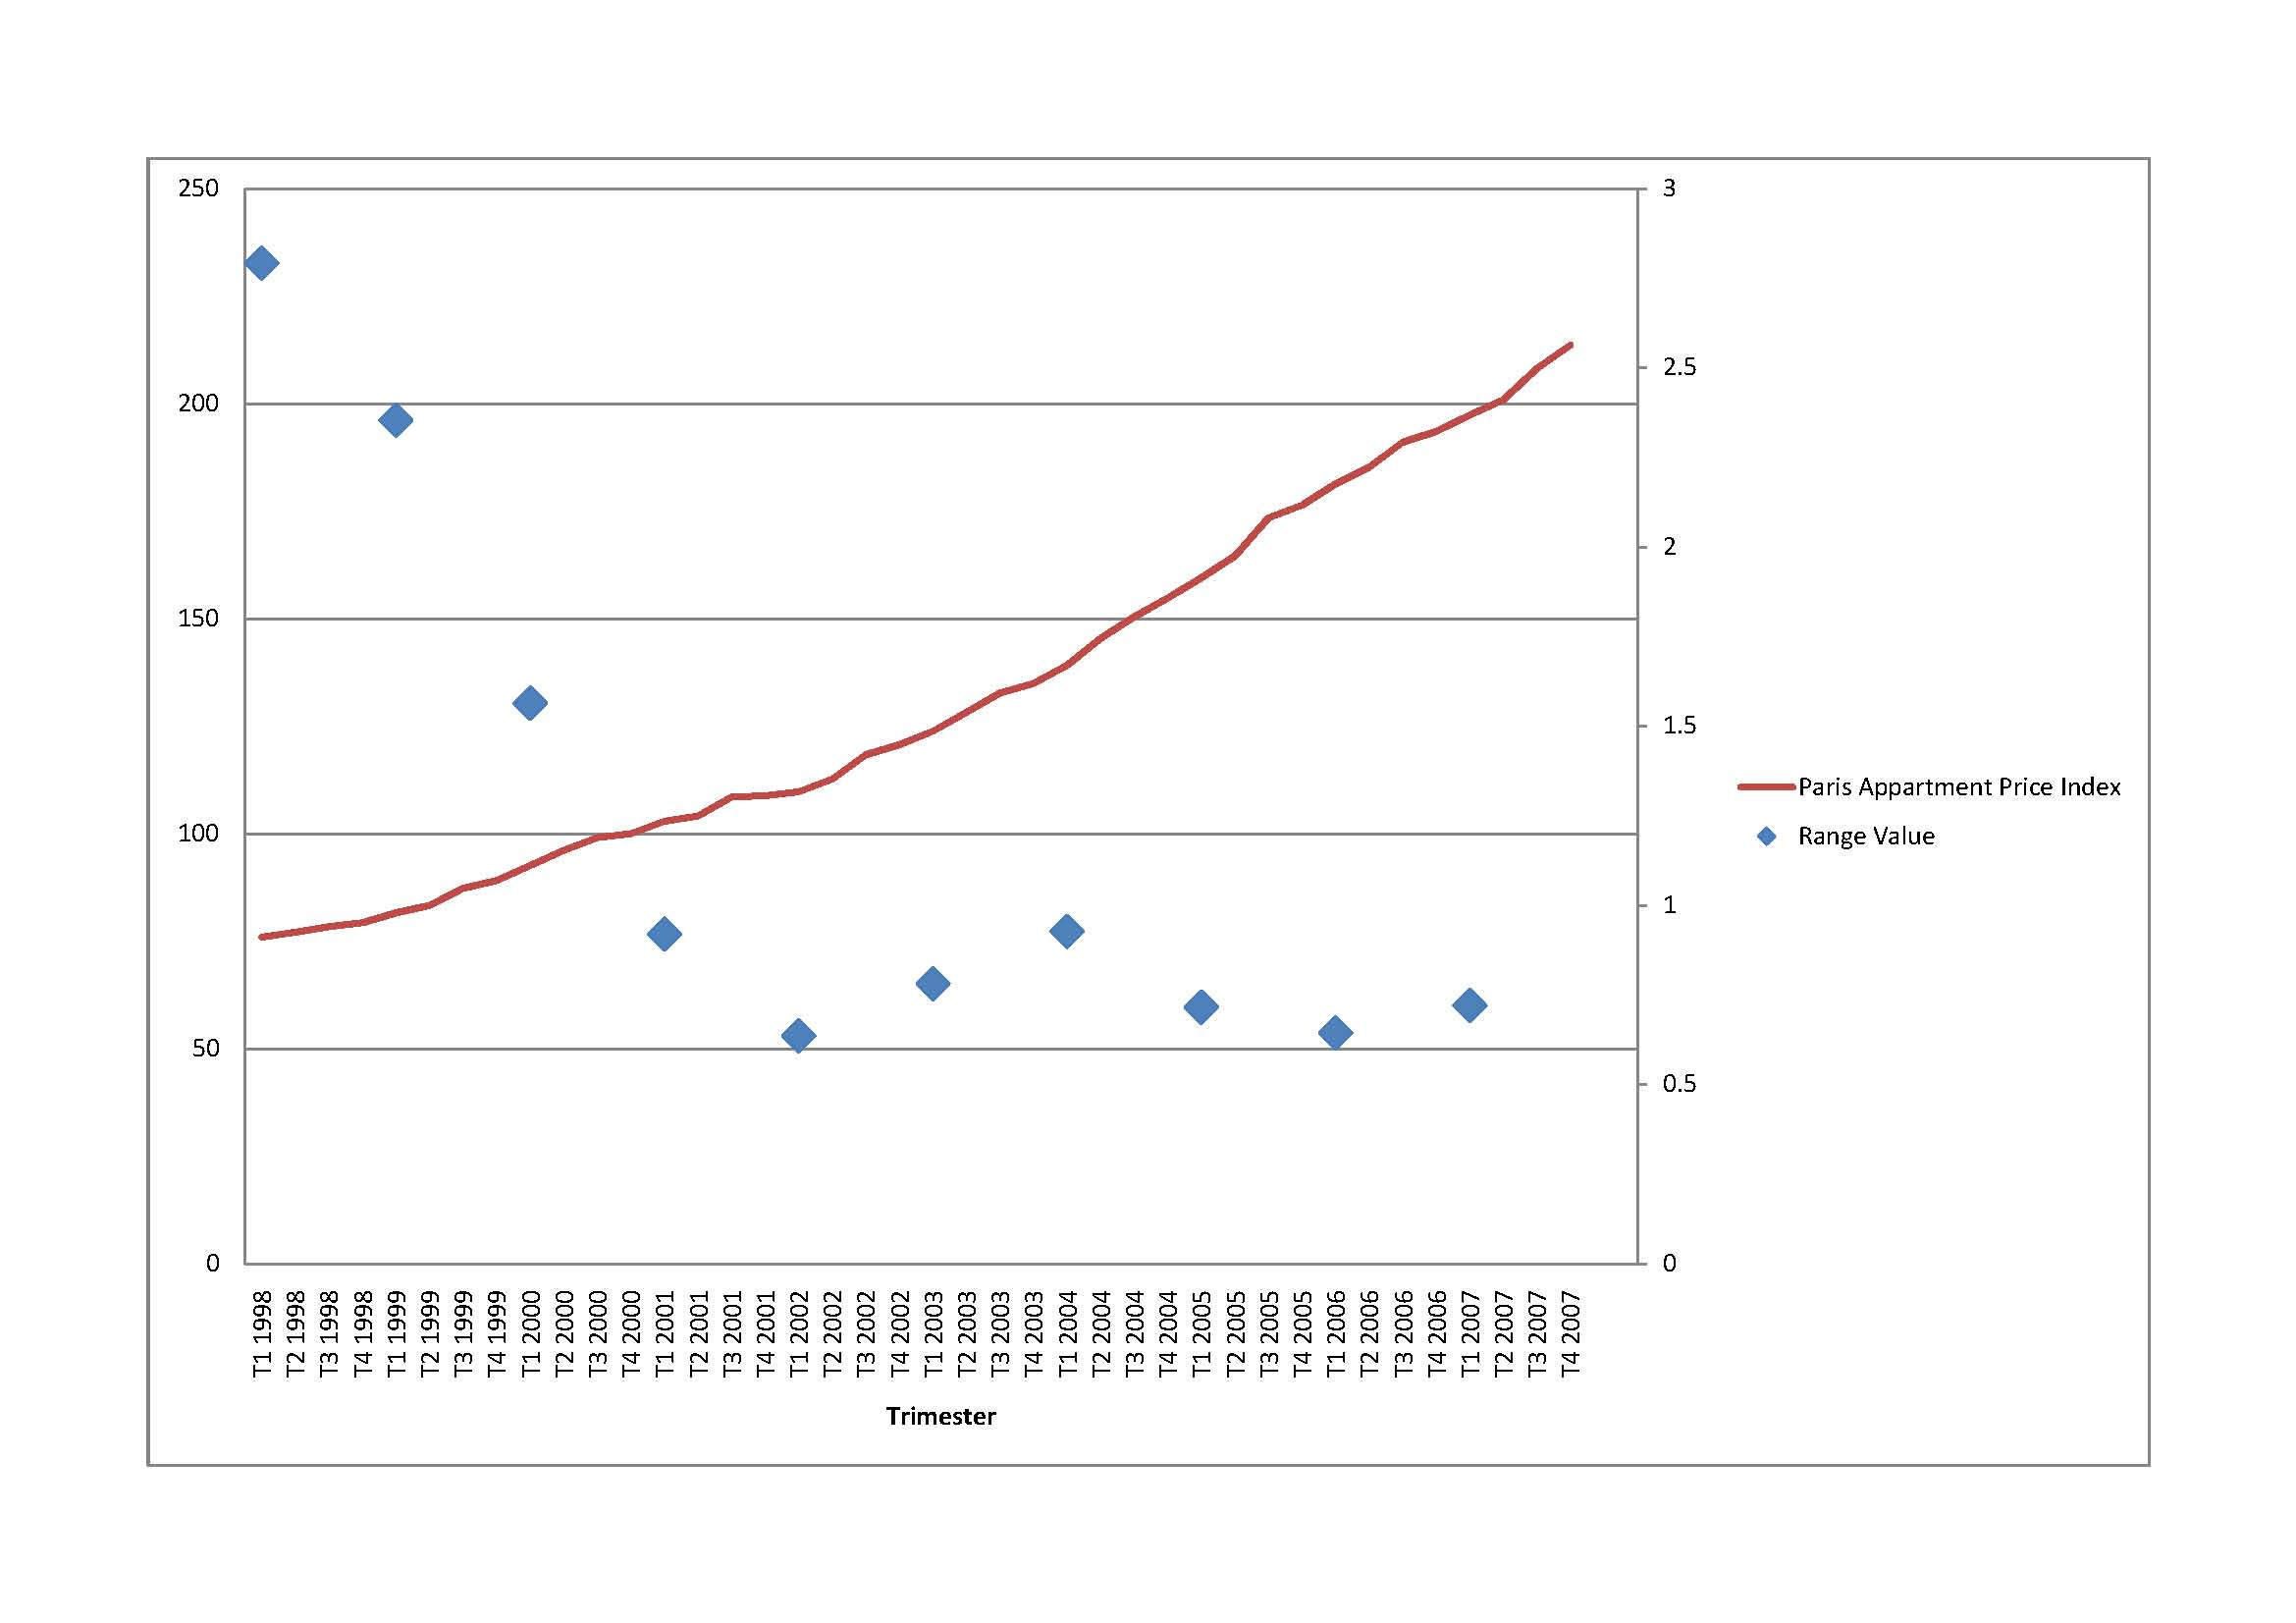 250
200
150
100
50
0
3
2.5
2
1.5
1
0.5
0
Paris Appartment Price Index
Range Value
T1 1998
T2 1998
T3 1998
T4 1998
T1 1999
T2 1999
T3 1999
T4 1999
T1 2000
T2 2000
T3 2000
T4 2000
T1 2001
T2 2001
T3 2001
T4 2001
T1 2002
T2 2002
T3 2002
T4 2002
T1 2003
T2 2003
T3 2003
T4 2003
T1 2004
T2 2004
T3 2004
T4 2004
T1 2005
T2 2005
T3 2005
T4 2005
T1 2006
T2 2006
T3 2006
T4 2006
T1 2007
T2 2007
T3 2007
T4 2007
Trimester